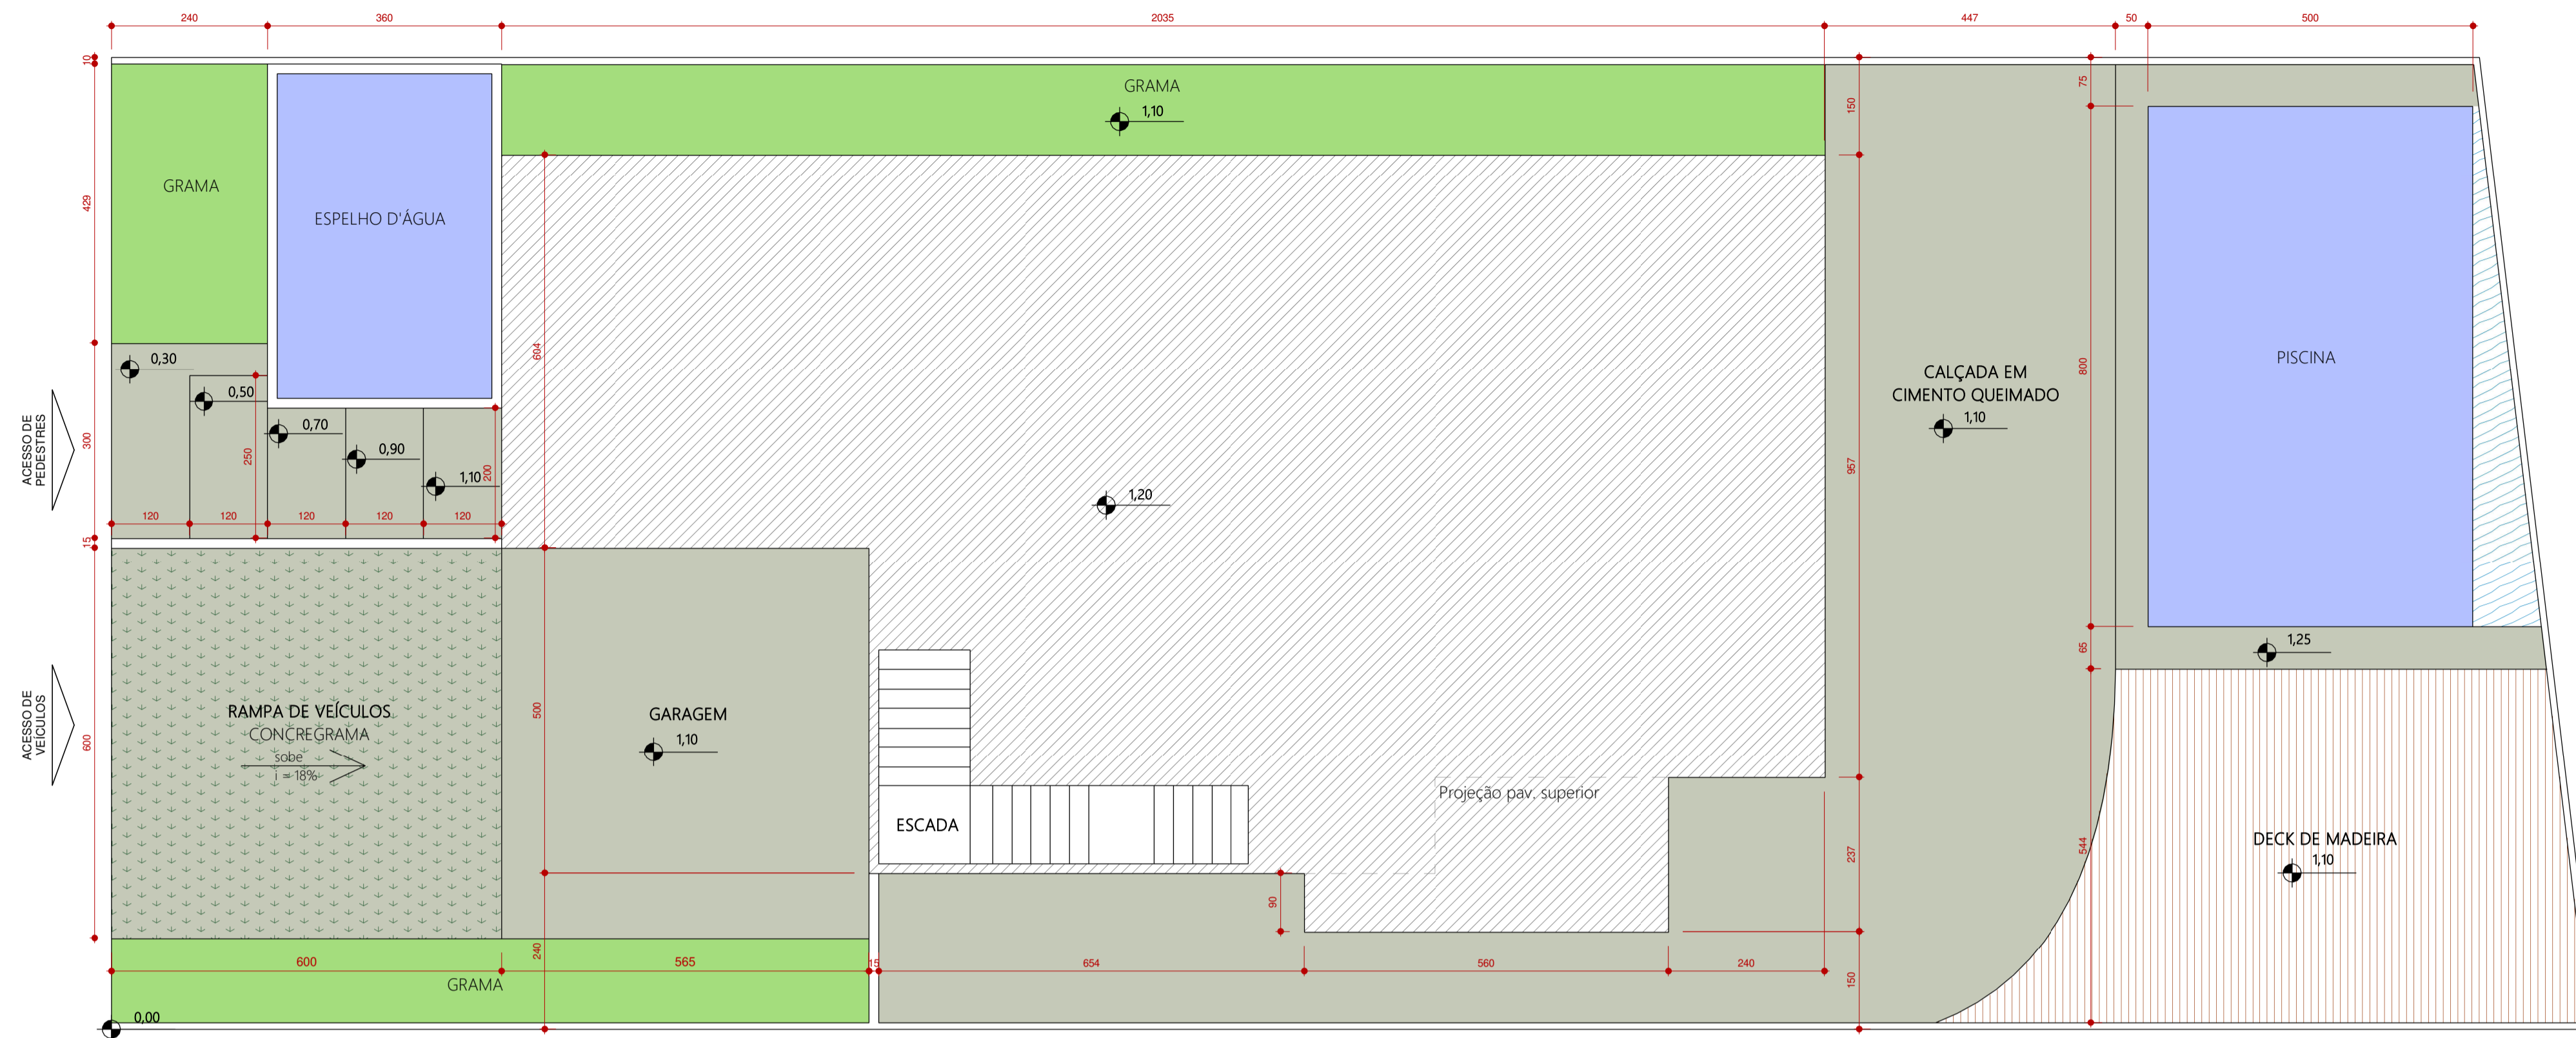 240
360
2035
447
50
500
10
429
300
15
600
GRAMA
1,10
150
75
GRAMA
ESPELHO D'ÁGUA
604
0,30
0,50
0,70
0,90
1,10
250
200
120
120
120
120
120
ACESSO DE
PEDESTRES
1,20
957
CALÇADA EM
CIMENTO QUEIMADO
1,10
800
PISCINA
65
1,25
ACESSO DE
VEÍCULOS
RAMPA DE VEÍCULOS
CONCREGRAMA
sobe
i = 18%
500
GARAGEM
1,10
ESCADA
Projeção pav. superior
237
544
DECK DE MADEIRA
1,10
90
240
600
565
15
654
560
240
150
GRAMA
0,00